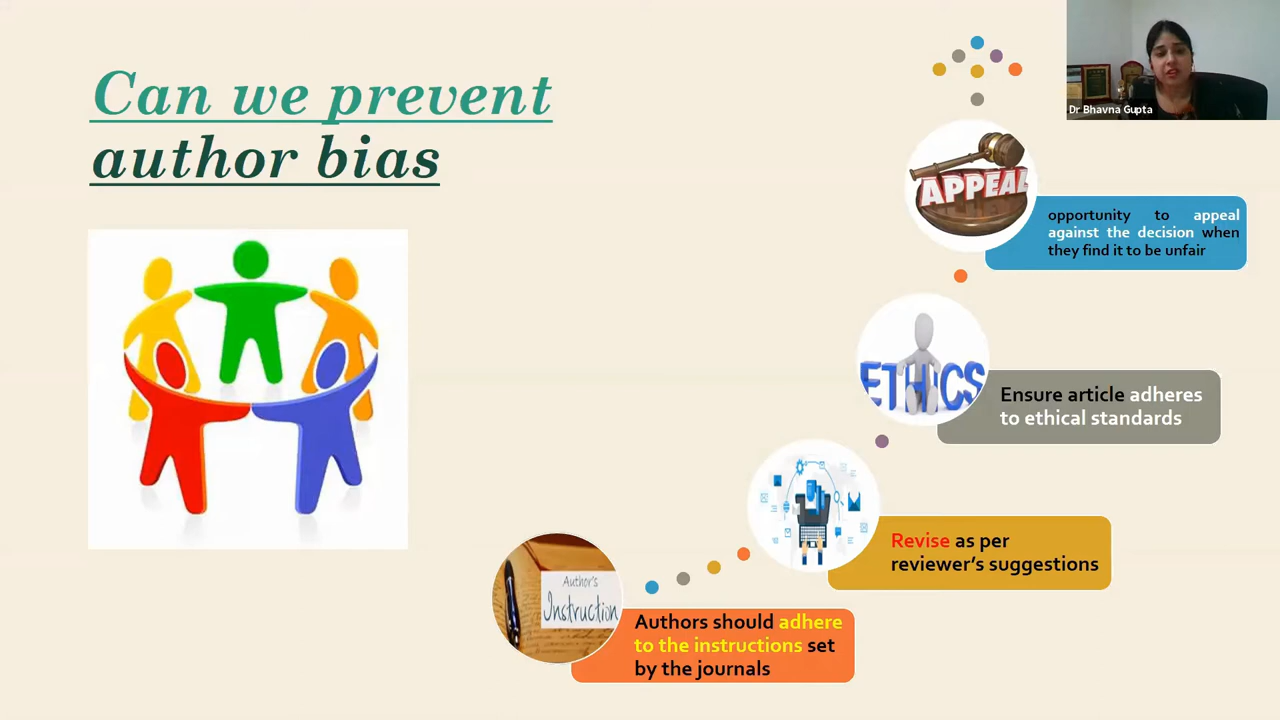 Can we prevent
author bias
Dr Bhavna Gupta
APPEAL
opportunity to appeal
against the decision when
they find it to be unfair
ETHICS
Ensure article adheres
to ethical standards
Revise as per
reviewer’s suggestions
Author's
Instruction
Authors should adhere
to the instructions set
by the journals